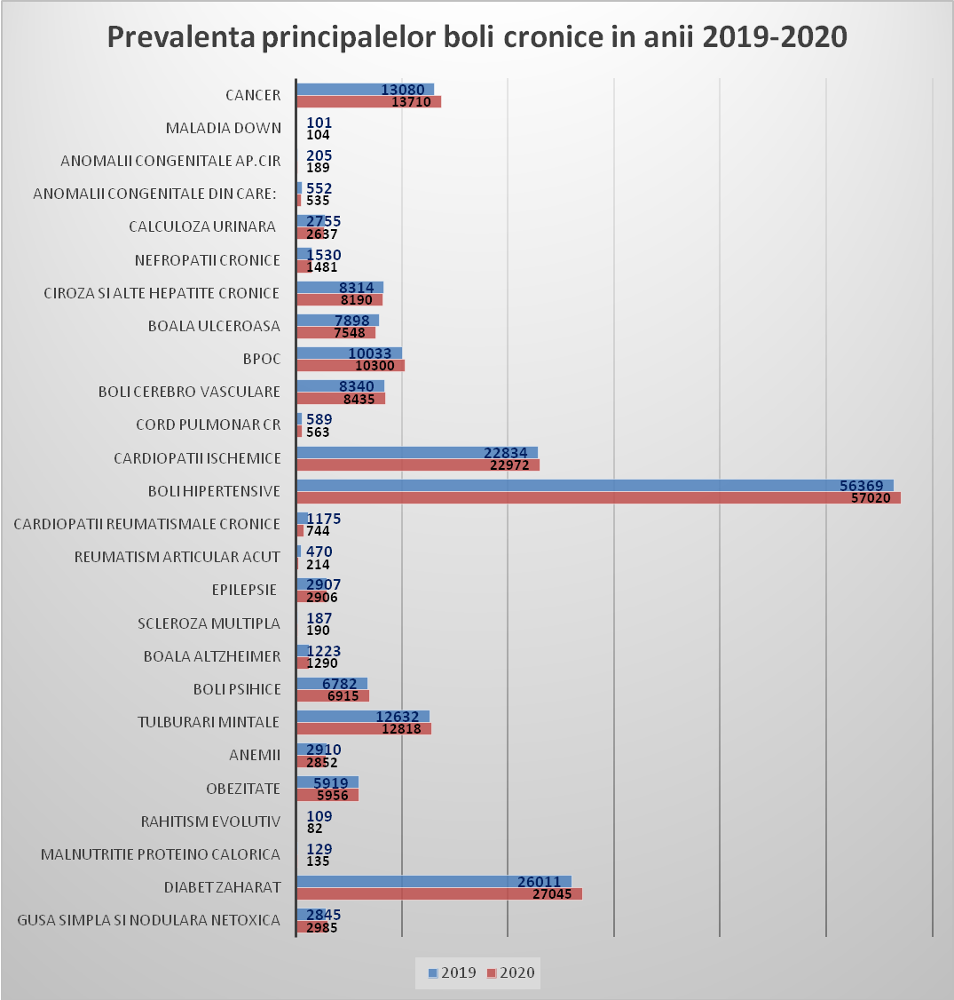 Prevalenta principalelor boli cronice in anii 2019-2020
CANCER
13080
13710
MALADIA DOWN
101
104
ANOMALII CONGENITALE AP.CIR
205
189
ANOMALII CONGENITALE DIN CARE:
552
535
CALCULOZA URINARA
2755
2637
NEFROPATII CRONICE
1530
1481
CIROZA SI ALTE HEPATITE CRONICE
8314
8190
BOALA ULCEROASA
7898
7548
BPOC
10033
10300
BOLI CEREBRO VASCULARE
8340
8435
CORD PULMONAR CR
589
563
CARDIOPATII ISCHEMICE
22834
22972
BOLI HIPERTENSIVE
56369
57020
CARDIOPATII REUMATISMALE CRONICE
1175
744
REUMATISM ARTICULAR ACUT
470
214
EPILEPSIE
2907
2906
SCLEROZA MULTIPLA
187
190
BOALA ALTZHEIMER
1223
1290
BOLI PSIHICE
6782
6915
TULBURARI MINTALE
12632
12818
ANEMII
2910
2852
OBEZITATE
5919
5956
RAHITISM EVOLUTIV
109
82
MALNUTRITIE PROTEINO CALORICA
129
135
DIABET ZAHARAT
26011
27045
GUSA SIMPLA SI NODULARA NETOXICA
2845
2985
2019 2020